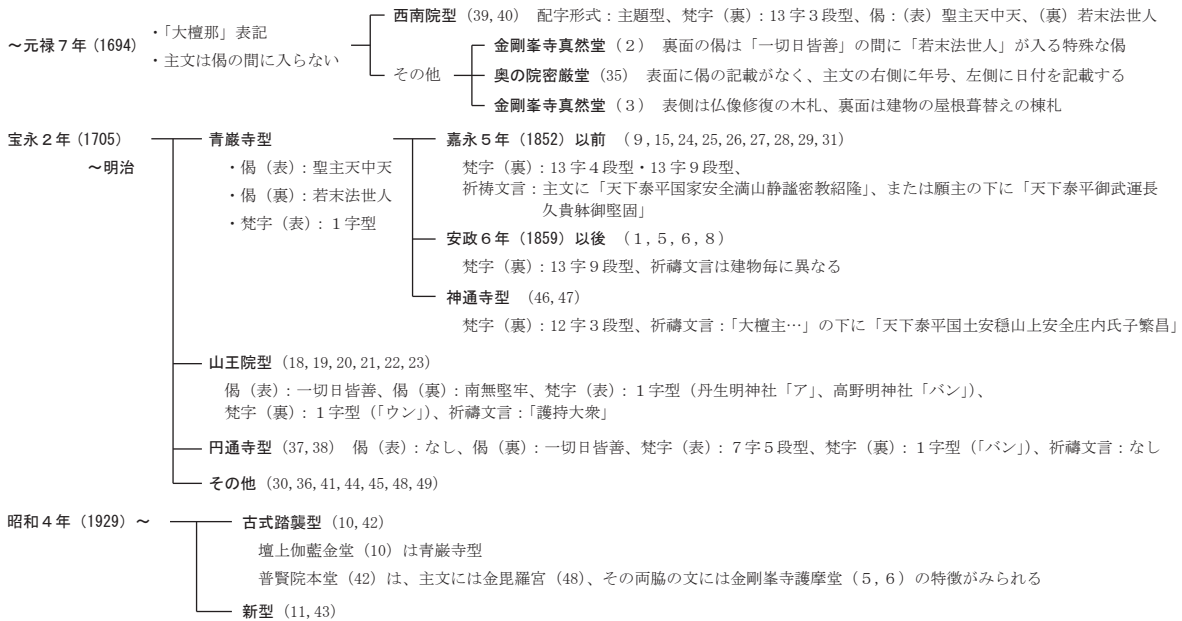 ～元禄７年 (1694)
・「大檀那」表記
・主文は偈の間に入らない
西南院型 (39, 40)　配字形式：主題型、梵字（裏）：13 字３段型、偈：（表）聖主天中天、（裏）若末法世人
その他
金剛峯寺真然堂（２）　裏面の偈は「一切日皆善」の間に「若末法世人」が入る特殊な偈
奥の院密厳堂（35）　表面に偈の記載がなく、主文の右側に年号、左側に日付を記載する
金剛峯寺真然堂（３）　表側は仏像修復の木札、裏面は建物の屋根葺替えの棟札
宝永２年 (1705)
～明治
青巌寺型
・偈（表）：聖主天中天
・偈（裏）：若末法世人
・梵字（表）：１字型
嘉永５年（1852）以前　（９, 15, 24, 25, 26, 27, 28, 29, 31）
梵字（裏）：13 字４段型・13 字９段型、
祈祷文言：主文に「天下泰平国家安全満山静謐密教紹隆」、または願主の下に「天下泰平御武運長
久貴躰御堅固」
安政６年（1859）以後　（１, ５, ６, ８）
梵字（裏）：13 字９段型、祈禱文言は建物毎に異なる
神通寺型　(46, 47)
梵字（裏）：12 字３段型、祈禱文言：「大檀主…」の下に「天下泰平国土安穏山上安全庄内氏子繁昌」
山王院型 (18, 19, 20, 21, 22, 23)
偈（表）：一切日皆善、偈（裏）：南無堅牢、梵字（表）：１字型（丹生明神社「ア」、高野明神社「バン」）、
梵字（裏）：１字型（「ウン」）、祈禱文言：「護持大衆」
円通寺型 (37, 38)　偈（表）：なし、偈（裏）：一切日皆善、梵字（表）：７字５段型、梵字（裏）：１字型（「バン」）、祈禱文言：なし
その他 (30, 36, 41, 44, 45, 48, 49)
昭和４年（1929）～
古式踏襲型 (10, 42)
壇上伽藍金堂（10）は青巌寺型
普賢院本堂（42）は、主文には金毘羅宮（48）、その両脇の文には金剛峯寺護摩堂（５, ６）の特徴がみられる
新型 (11, 43)